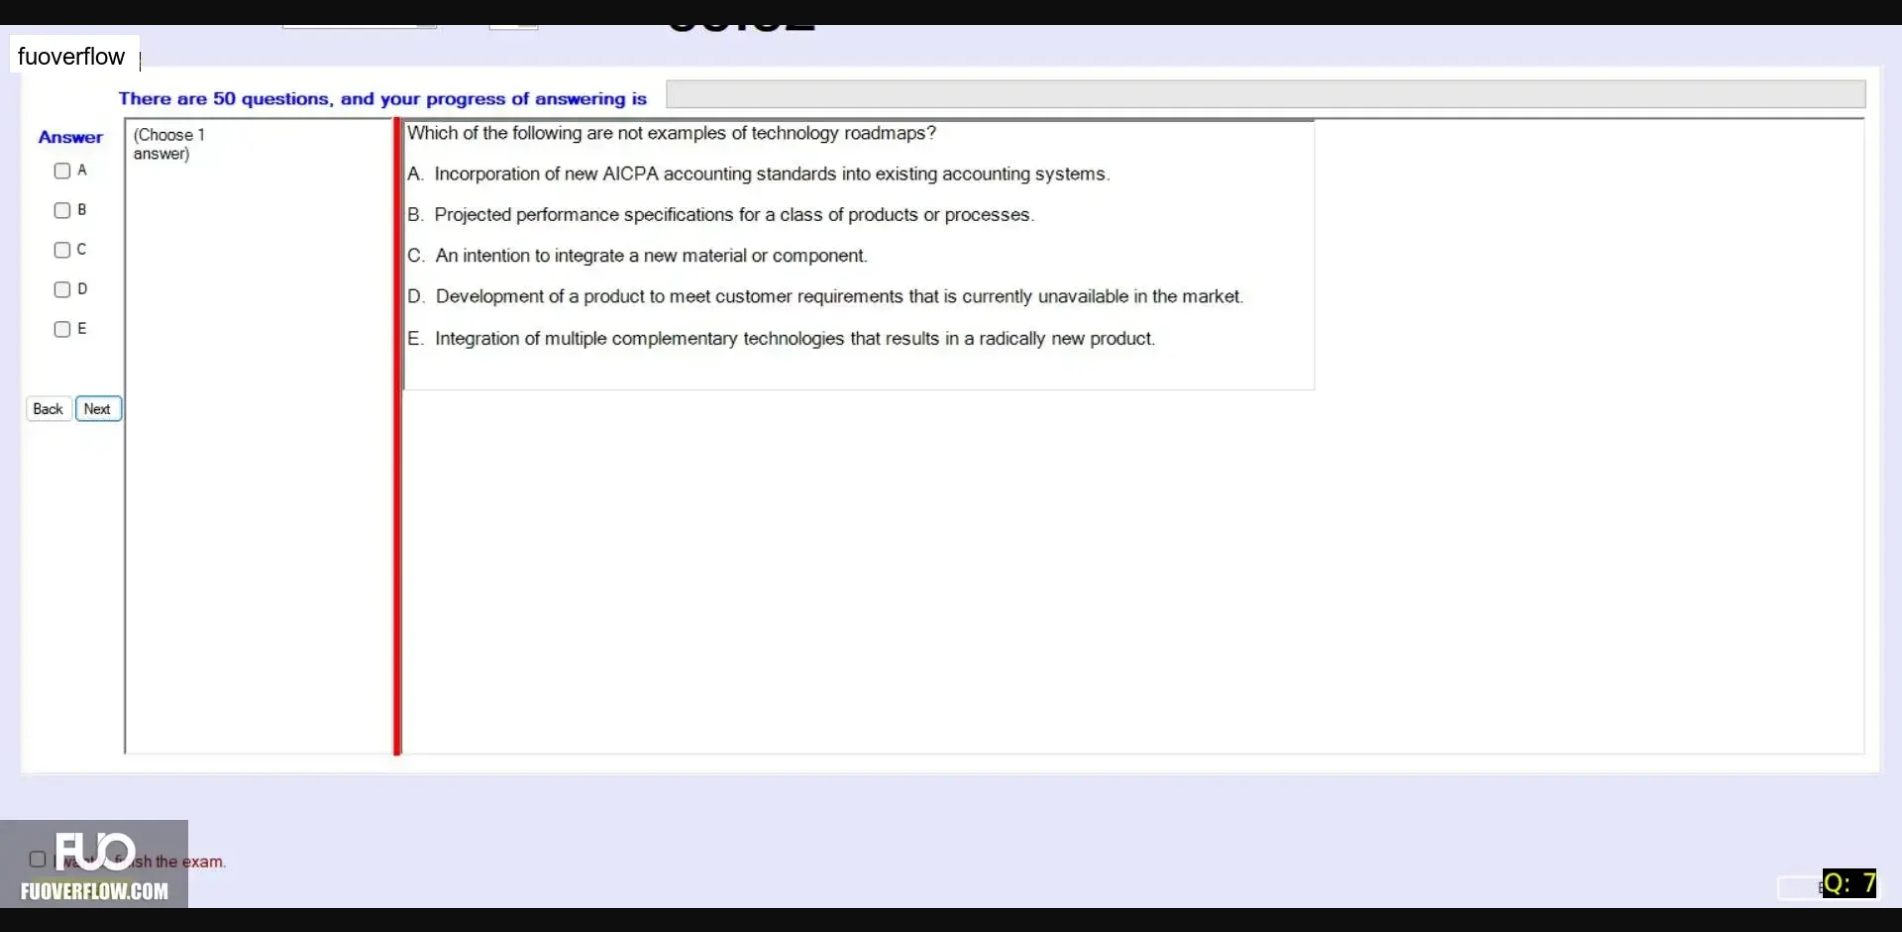 fuoverflow
There are 50 questions, and your progress of answering is
Answer
(Choose 1
answer)
A
B
C
D
E
Back
Next
Which of the following are not examples of technology roadmaps?
A. Incorporation of new AICPA accounting standards into existing accounting systems.
B. Projected performance specifications for a class of products or processes.
C. An intention to integrate a new material or component.
D. Development of a product to meet customer requirements that is currently unavailable in the market.
E. Integration of multiple complementary technologies that results in a radically new product.
FUO
the exam.
FUOVERFLOW.COM
Q: 7